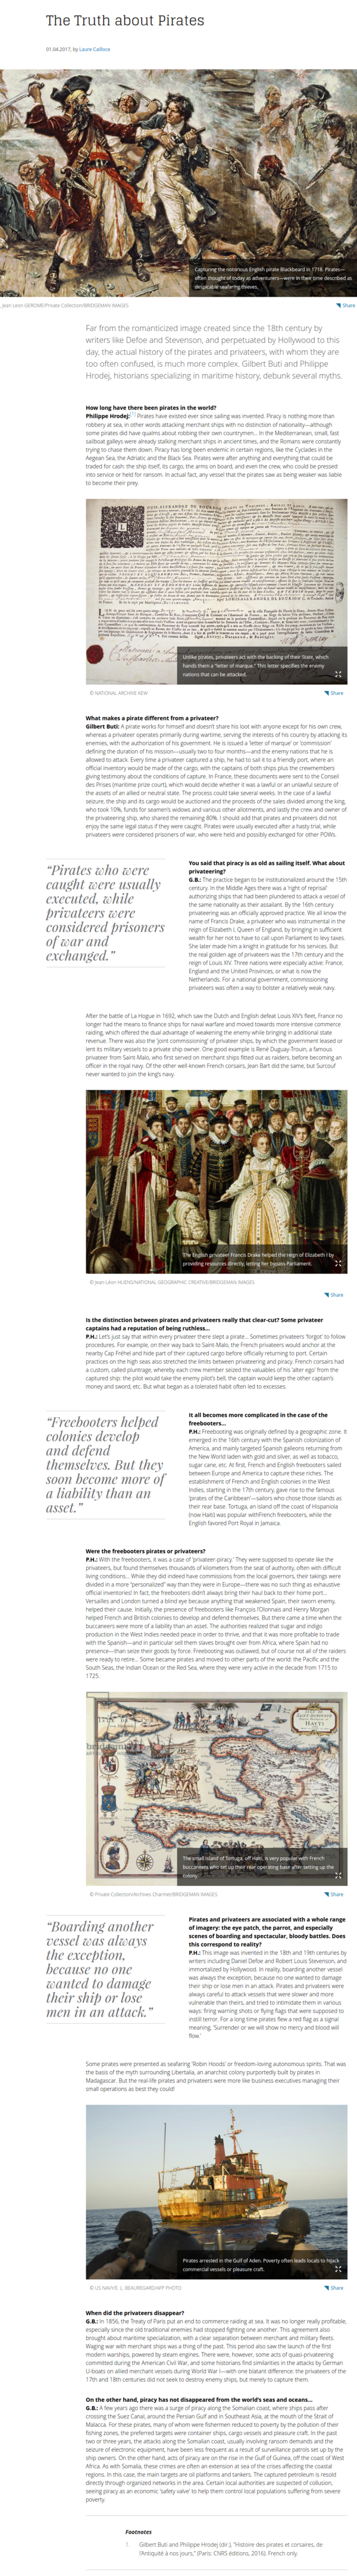 The Truth about Pirates
01.04.2017, by Laure Cailloce
Capturing the notorious English pirate Blackbeard in 1718. Pirates—
often thought of today as adventurers—were in their time described as
despicable seafaring thieves.
Jean Leon GEROME/Private Collection/BRIDGEMAN IMAGES
Share
Far from the romanticized image created since the 18th century by
writers like Defoe and Stevenson, and perpetuated by Hollywood to this
day, the actual history of the pirates and privateers, with whom they are
too often confused, is much more complex. Gilbert Buti and Philippe
Hrodej, historians specializing in maritime history, debunk several myths.
How long have there been pirates in the world?
Philippe Hrodej: Pirates have existed ever since sailing was invented. Piracy is nothing more than
robbery at sea, in other words attacking merchant ships with no distinction of nationality—although
some pirates did have qualms about robbing their own countrymen... In the Mediterranean, small, fast
sailboat galleys were already stalking merchant ships in ancient times, and the Romans were constantly
trying to chase them down. Piracy has long been endemic in certain regions, like the Cyclades in the
Aegean Sea, the Adriatic and the Black Sea. Pirates were after anything and everything that could be
traded for cash: the ship itself, its cargo, the arms on board, and even the crew, who could be pressed
into service or held for ransom. In actual fact, any vessel that the pirates saw as being weaker was liable
to become their prey.
Unlike pirates, privateers act with the backing of their State, which
hands them a "letter of marque." This letter specifies the enemy
nations that can be attacked.
© NATIONAL ARCHIVE KEW
Share
What makes a pirate different from a privateer?
Gilbert Buti: A pirate works for himself and doesn't share his loot with anyone except for his own crew,
whereas a privateer operates primarily during wartime, serving the interests of his country by attacking its
enemies, with the authorization of his government. He is issued a 'letter of marque' or 'commission'
defining the duration of his mission—usually two to four months—and the enemy nations that he is
allowed to attack. Every time a privateer captured a ship, he had to sail it to a friendly port, where an
official inventory would be made of the cargo, with the captains of both ships plus the crewmembers
giving testimony about the conditions of capture. In France, these documents were sent to the Conseil
des Prises (maritime prize court), which would decide whether it was a lawful or an unlawful seizure of
the assets of an allied or neutral state. The process could take several weeks. In the case of a lawful
seizure, the ship and its cargo would be auctioned and the proceeds of the sales divided among the king,
who took 10%, funds for seamen's widows and various other allotments, and lastly the crew and owner of
the privateering ship, who shared the remaining 80%. I should add that pirates and privateers did not
enjoy the same legal status if they were caught. Pirates were usually executed after a hasty trial, while
privateers were considered prisoners of war, who were held and possibly exchanged for other POWs.
"Pirates who were
caught were usually
executed, while
privateers were
considered prisoners
of war and
exchanged."
You said that piracy is as old as sailing itself. What about
privateering?
G.B.: The practice began to be institutionalized around the 15th
century. In the Middle Ages there was a 'right of reprisal'
authorizing ships that had been plundered to attack a vessel of
the same nationality as their assailant. By the 16th century
privateering was an officially approved practice. We all know the
name of Francis Drake, a privateer who was instrumental in the
reign of Elizabeth I, Queen of England, by bringing in sufficient
wealth for her not to have to call upon Parliament to levy taxes.
She later made him a knight in gratitude for his services. But
the real golden age of privateers was the 17th century and the
reign of Louis XIV. Three nations were especially active: France,
England and the United Provinces, or what is now the
Netherlands. For a national government, commissioning
privateers was often a way to bolster a relatively weak navy.
After the battle of La Hogue in 1692, which saw the Dutch and English defeat Louis XIV's fleet, France no
longer had the means to finance ships for naval warfare and moved towards more intensive commerce
raiding, which offered the dual advantage of weakening the enemy while bringing in additional state
revenue. There was also the 'joint commissioning' of privateer ships, by which the government leased or
lent its military vessels to a private ship owner. One good example is René Duguay-Trouin, a famous
privateer from Saint Malo, who first served on merchant ships fitted out as raiders, before becoming an
officer in the royal navy. Of the other well-known French corsairs, Jean Bart did the same, but Surcouf
never wanted to join the king's navy.
The English privateer Francis Drake helped the reign of Elizabeth I by
providing resources directly, letting her bypass Parliament.
© Jean-Léon HUENS/NATIONAL GEOGRAPHIC CREATIVE/BRIDGEMAN IMAGES
Share
Is the distinction between pirates and privateers really that clear-cut? Some privateer
captains had a reputation of being ruthless...
P.H.: Let's just say that within every privateer there slept a pirate... Sometimes privateers 'forgot' to follow
procedures. For example, on their way back to Saint-Malo, the French privateers would anchor at the
nearby Cap Fréhel and hide part of their captured cargo before officially returning to port. Certain
practices on the high seas also stretched the limits between privateering and piracy. French corsairs had
a custom, called plundrage, whereby each crew member seized the valuables of his 'alter ego' from the
captured ship: the pilot would take the enemy pilot's bell, the captain would keep the other captain's
money and sword, etc. But what began as a tolerated habit often led to excesses.
"Freebooters helped
colonies develop
and defend
themselves. But they
soon become more of
a liability than an
asset."
It all becomes more complicated in the case of the
freebooters...
P.H.: Freebooting was originally defined by a geographic zone. It
emerged in the 16th century with the Spanish colonization of
America, and mainly targeted Spanish galleons returning from
the New World laden with gold and silver, as well as tobacco,
sugar cane, etc. At first, French and English freebooters sailed
between Europe and America to capture these riches. The
establishment of French and English colonies in the West
Indies, starting in the 17th century, gave rise to the famous
'pirates of the Caribbean'—sailors who chose those islands as
their rear base. Tortuga, an island off the coast of Hispaniola
(now Haiti) was popular withFrench freebooters, while the
English favored Port Royal in Jamaica.
Were the freebooters pirates or privateers?
P.H.: With the freebooters, it was a case of 'privateer-piracy.' They were supposed to operate like the
privateers, but found themselves thousands of kilometers from the seat of authority, often with difficult
living conditions... While they did indeed have commissions from the local governors, their takings were
divided in a more "personalized" way than they were in Europe—there was no such thing as exhaustive
official inventories! In fact, the freebooters didn't always bring their haul back to their home port...
Versailles and London turned a blind eye because anything that weakened Spain, their sworn enemy,
helped their cause. Initially, the presence of freebooters like François l'Olonnais and Henry Morgan
helped French and British colonies to develop and defend themselves. But there came a time when the
buccaneers were more of a liability than an asset. The authorities realized that sugar and indigo
production in the West Indies needed peace in order to thrive, and that it was more profitable to trade
with the Spanish—and in particular sell them slaves brought over from Africa, where Spain had no
presence—than seize their goods by force. Freebooting was outlawed, but of course not all of the raiders
were ready to retire... Some became pirates and moved to other parts of the world: the Pacific and the
South Seas, the Indian Ocean or the Red Sea, where they were very active in the decade from 1715 to
1725.
The small island of Tortuga, off Haiti, is very popular with French
buccaneers who set up their rear operating base after setting up the
colony.
© Private Collection/Archives Charmet/BRIDGEMAN IMAGES
Share
"Boarding another
vessel was always
the exception,
because no one
wanted to damage
their ship or lose
men in an attack."
Pirates and privateers are associated with a whole range
of imagery: the eye patch, the parrot, and especially
scenes of boarding and spectacular, bloody battles. Does
this correspond to reality?
P.H.: This image was invented in the 18th and 19th centuries by
writers including Daniel Defoe and Robert Louis Stevenson, and
immortalized by Hollywood. In reality, boarding another vessel
was always the exception, because no one wanted to damage
their ship or lose men in an attack. Pirates and privateers were
always careful to attack vessels that were slower and more
vulnerable than theirs, and tried to intimidate them in various
ways: firing warning shots or flying flags that were supposed to
instill terror. For a long time pirates flew a red flag as a signal
meaning, 'Surrender or we will show no mercy and blood will
flow.'
Some pirates were presented as seafaring 'Robin Hoods' or freedom-loving autonomous spirits. That was
the basis of the myth surrounding Libertalia, an anarchist colony purportedly built by pirates in
Madagascar. But the real-life pirates and privateers were more like business executives managing their
small operations as best they could!
Pirates arrested in the Gulf of Aden. Poverty often leads locals to hijack
commercial vessels or pleasure craft.
© US NAVY/E. L. BEAUREGARD/AFP PHOTO
Share
When did the privateers disappear?
G.B.: In 1856, the Treaty of Paris put an end to commerce raiding at sea. It was no longer really profitable,
especially since the old traditional enemies had stopped fighting one another. This agreement also
brought about maritime specialization, with a clear separation between merchant and military fleets.
Waging war with merchant ships was a thing of the past. This period also saw the launch of the first
modern warships, powered by steam engines. There were, however, some acts of quasi-privateering
committed during the American Civil War, and some historians find similarities in the attacks by German
U-boats on allied merchant vessels during World War I—with one blatant difference: the privateers of the
17th and 18th centuries did not seek to destroy enemy ships, but merely to capture them.
On the other hand, piracy has not disappeared from the world's seas and oceans...
G.B.: A few years ago there was a surge of piracy along the Somalian coast, where ships pass after
crossing the Suez Canal, around the Persian Gulf and in Southeast Asia, at the mouth of the Strait of
Malacca. For these pirates, many of whom were fishermen reduced to poverty by the pollution of their
fishing zones, the preferred targets were container ships, cargo vessels and pleasure craft. In the past
two or three years, the attacks along the Somalian coast, usually involving ransom demands and the
seizure of electronic equipment, have been less frequent as a result of surveillance patrols set up by the
ship owners. On the other hand, acts of piracy are on the rise in the Gulf of Guinea, off the coast of West
Africa. As with Somalia, these crimes are often an extension at sea of the crises affecting the coastal
regions. In this case, the main targets are oil platforms and tankers. The captured petroleum is resold
directly through organized networks in the area. Certain local authorities are suspected of collusion,
seeing piracy as an economic 'safety valve' to help them control local populations suffering from severe
poverty.
Footnotes
1. Gilbert Buti and Philippe Hrodej (dir.), "Histoire des pirates et corsaires, de
l'Antiquité à nos jours," (Paris: CNRS éditions, 2016). French only.